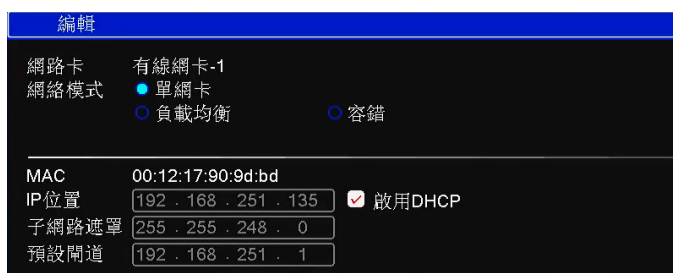 編輯
網路卡 有線網卡-1
網絡模式 單網卡
負載均衡 容錯
MAC 00:12:17:90:9d:bd
IP位置 192 . 168 . 251 . 135 啟用DHCP
子網路遮罩 255 . 255 . 248 . 0
預設閘道 192 . 168 . 251 . 1